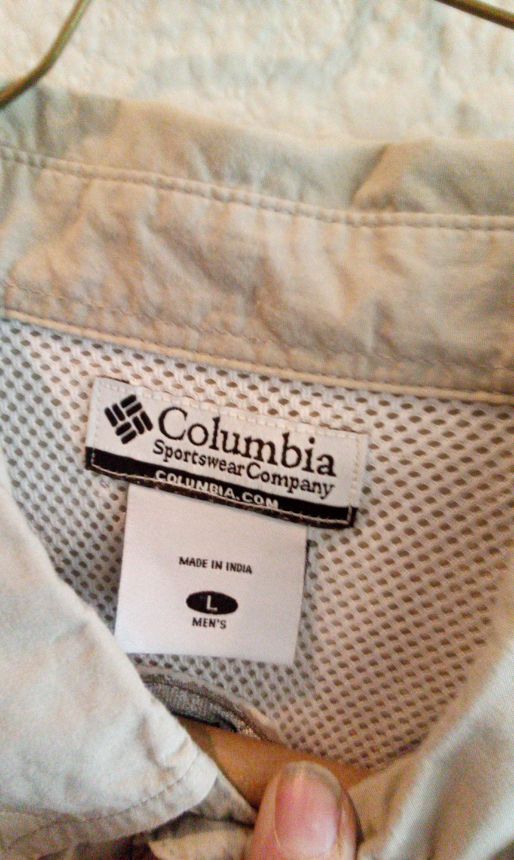 Columbia
Sportswear Company
COLUMBIA.COM
MADE IN INDIA
L
MEN'S